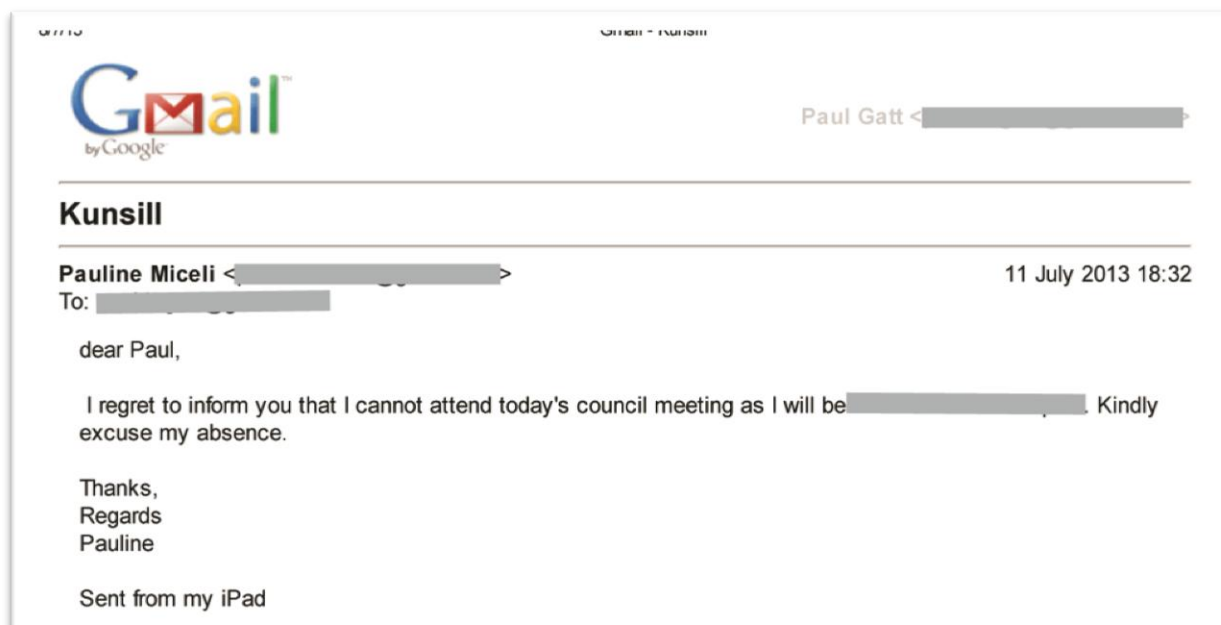 Gmail - Kunsill
Gmail™
by Google
Paul Gatt < >
Kunsill
Pauline Miceli < >
11 July 2013 18:32
To:
dear Paul,
I regret to inform you that I cannot attend today's council meeting as I will be . Kindly
excuse my absence.
Thanks,
Regards
Pauline
Sent from my iPad